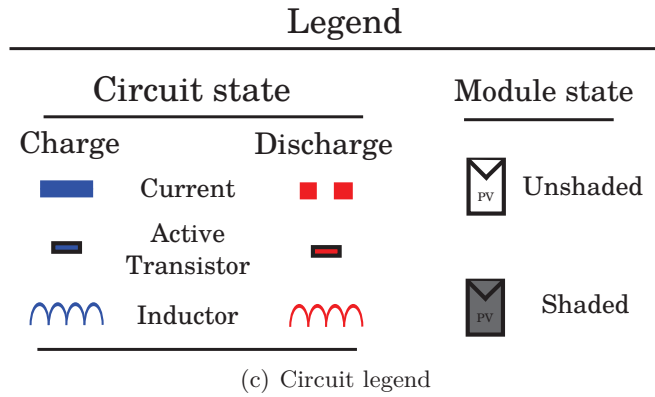 Legend
Circuit state
Module state
Charge
Discharge
Current
Active
Transistor
Inductor
PV
Unshaded
PV
Shaded
(c) Circuit legend